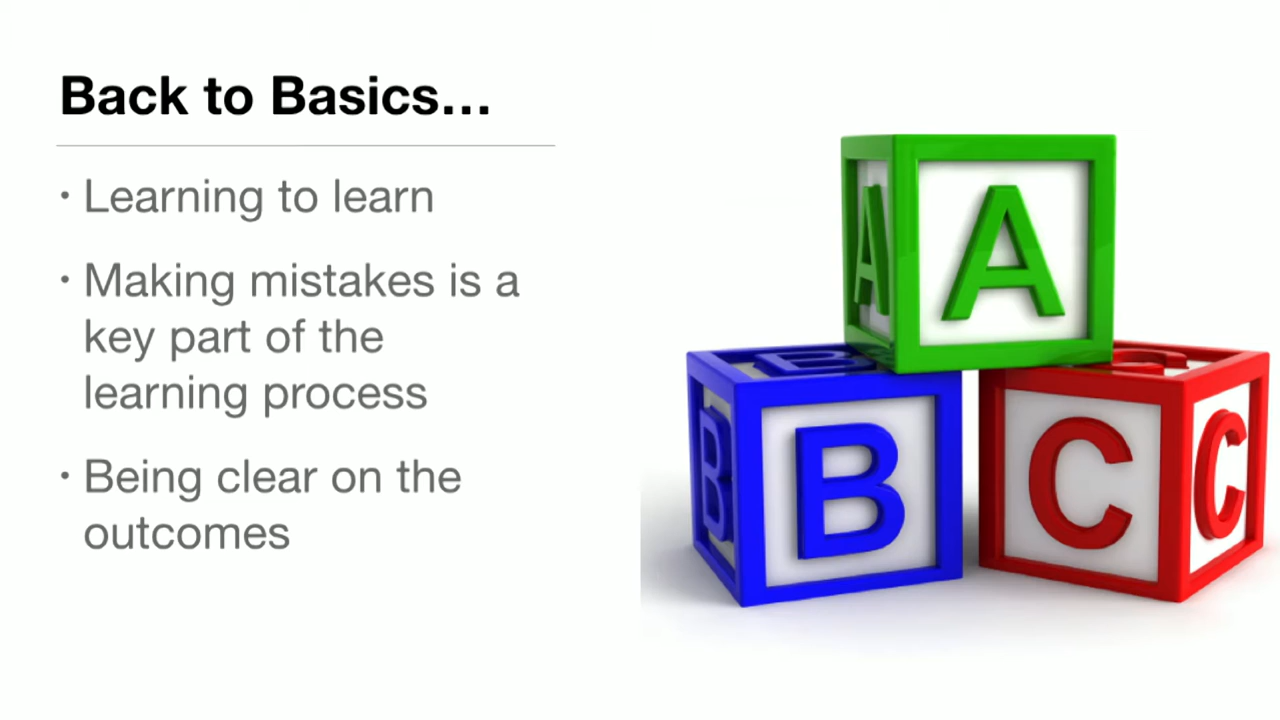 Back to Basics...
· Learning to learn
· Making mistakes is a
key part of the
learning process
· Being clear on the
outcomes
A A
B B B
C C C